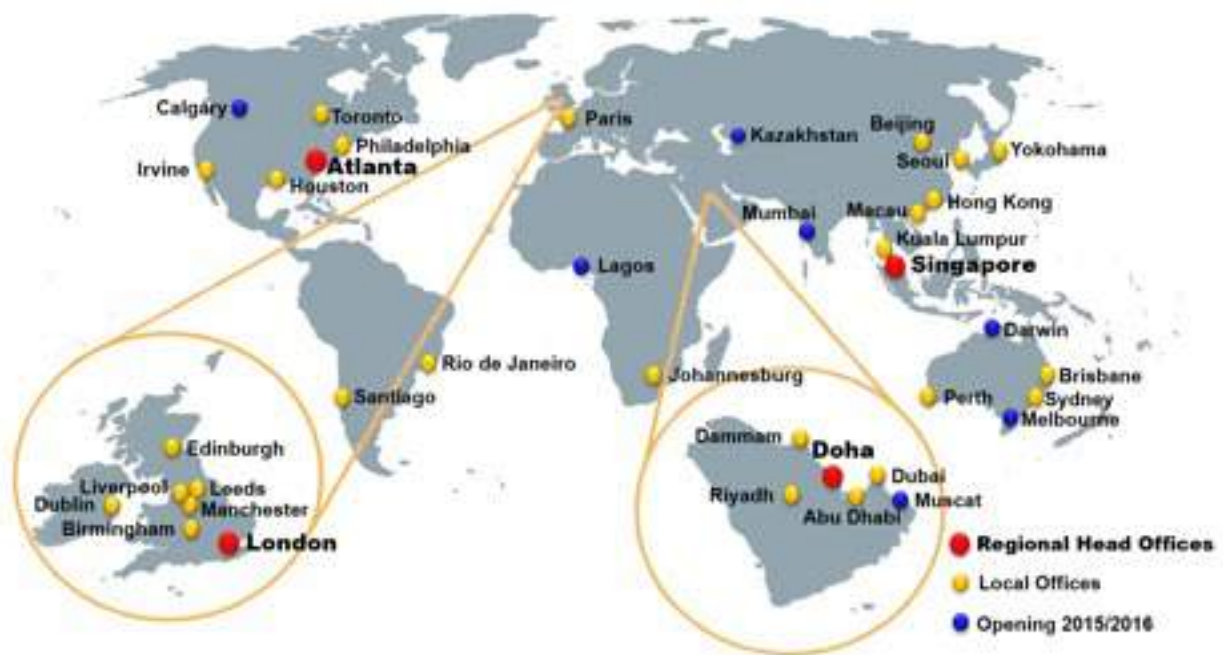 Calgary
Toronto
Paris
Kazakhstan
Beijing
Philadelphia
Seoul
Yokohama
Irvine
Atlanta
Houston
Hong Kong
Mumbai
Macau
Kuala Lumpur
Lagos
Singapore
Darwin
Rio de Janeiro
Johannesburg
Brisbane
Santiago
Perth
Sydney
Melbourne
Edinburgh
Liverpool
Leeds
Dublin
Manchester
Birmingham
London
Dammam
Doha
Dubai
Riyadh
Muscat
Abu Dhabi
Regional Head Offices
Local Offices
Opening 2015/2016